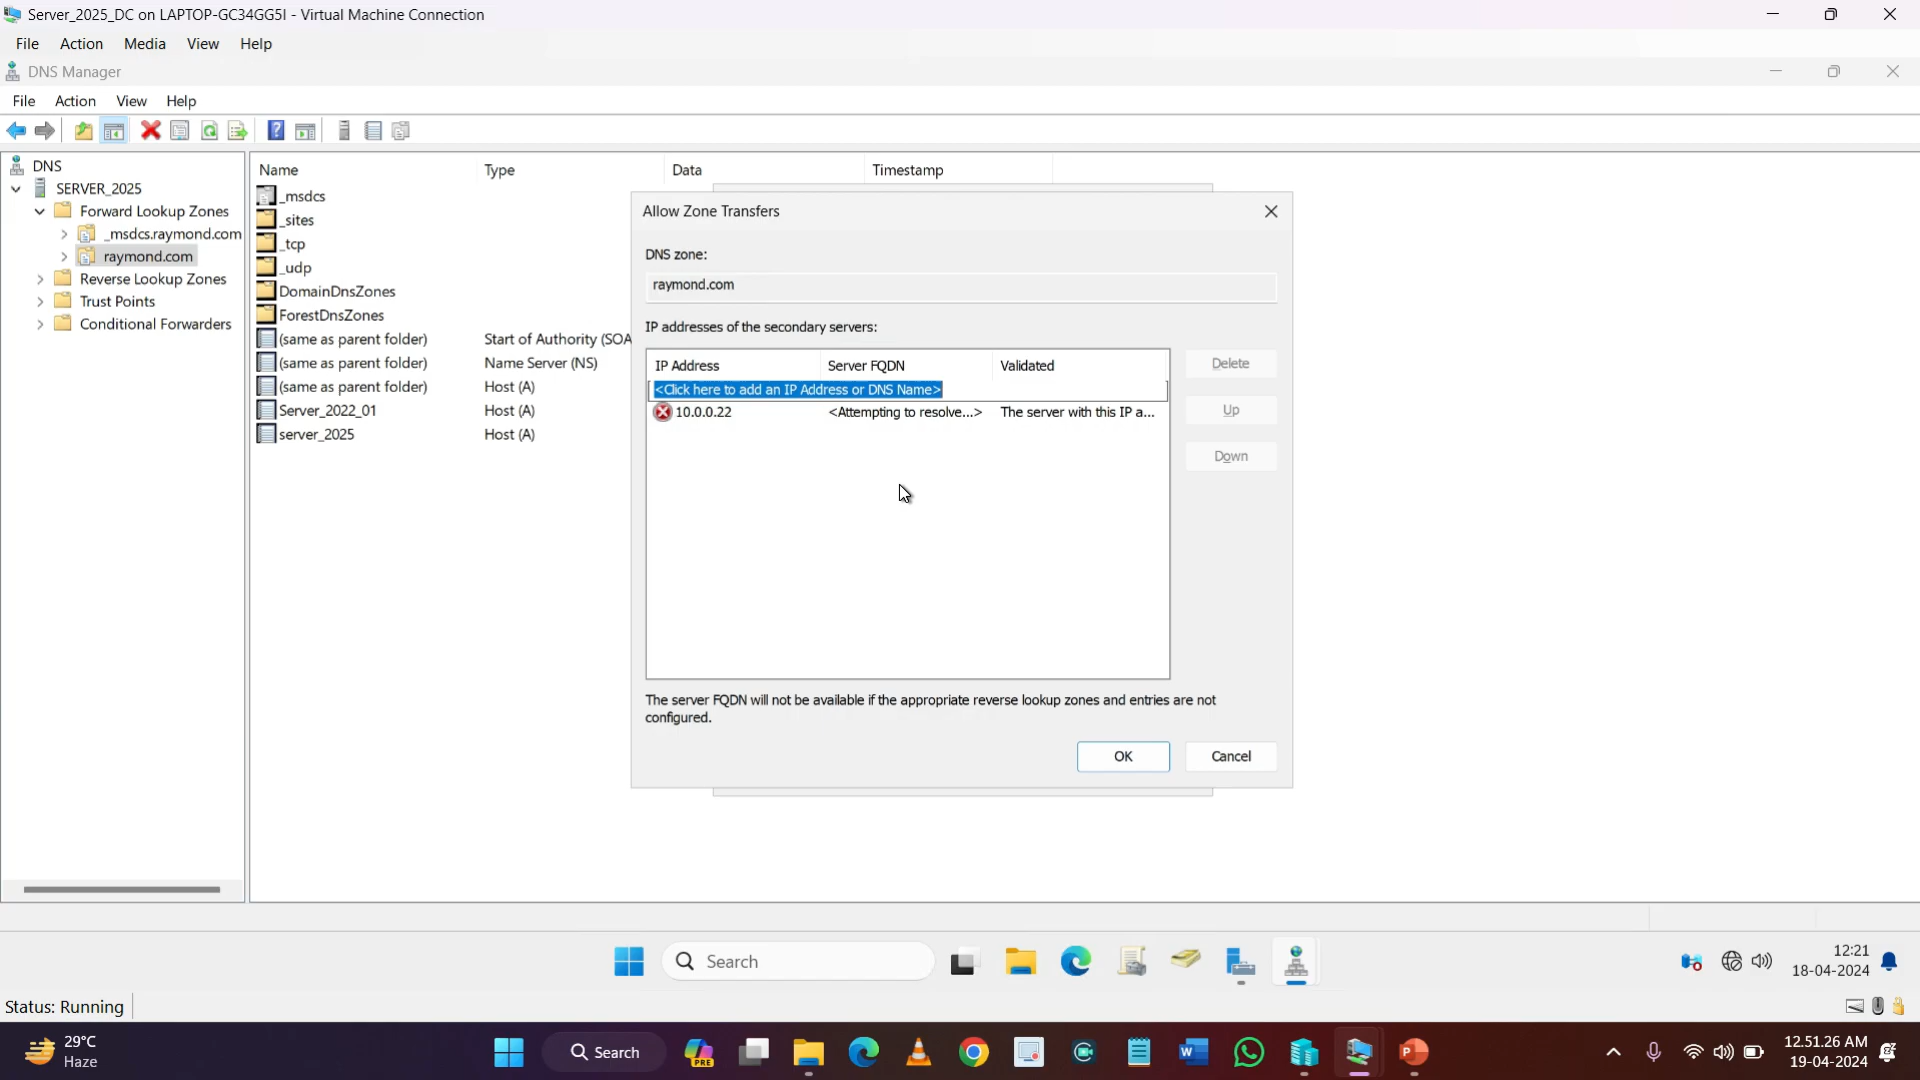 Server_2025_DC on LAPTOP-GC34GG5I - Virtual Machine Connection
File Action Media View Help
DNS Manager
File Action View Help
DNS
SERVER_2025
Forward Lookup Zones
_msdcs.raymond.com
raymond.com
Reverse Lookup Zones
Trust Points
Conditional Forwarders
Name Type Data Timestamp
_msdcs
_sites
_tcp
_udp
DomainDnsZones
ForestDnsZones
(same as parent folder) Start of Authority (SOA
(same as parent folder) Name Server (NS)
(same as parent folder) Host (A)
Server_2022_01 Host (A)
server_2025 Host (A)
Allow Zone Transfers
DNS zone:
raymond.com
IP addresses of the secondary servers:
IP Address Server FQDN Validated
<Click here to add an IP Address or DNS Name>
10.0.0.22 <Attempting to resolve...> The server with this IP a...
Delete
Up
Down
The server FQDN will not be available if the appropriate reverse lookup zones and entries are not
configured.
OK Cancel
Search
12:21
18-04-2024
Status: Running
29°C
Haze
Search
PRE
12.51.26 AM
19-04-2024